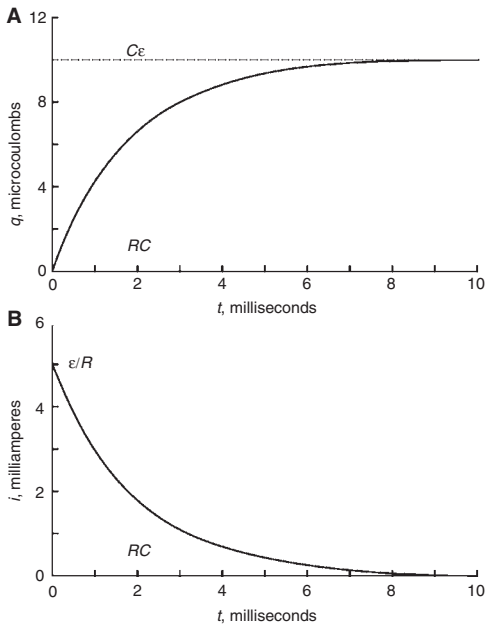 A
12
Cε
8
q, microcoulombs
4
RC
0
0 2 4 6 8 10
t, milliseconds
B
6
ε/R
4
i, milliamperes
2
RC
0
0 2 4 6 8 10
t, milliseconds